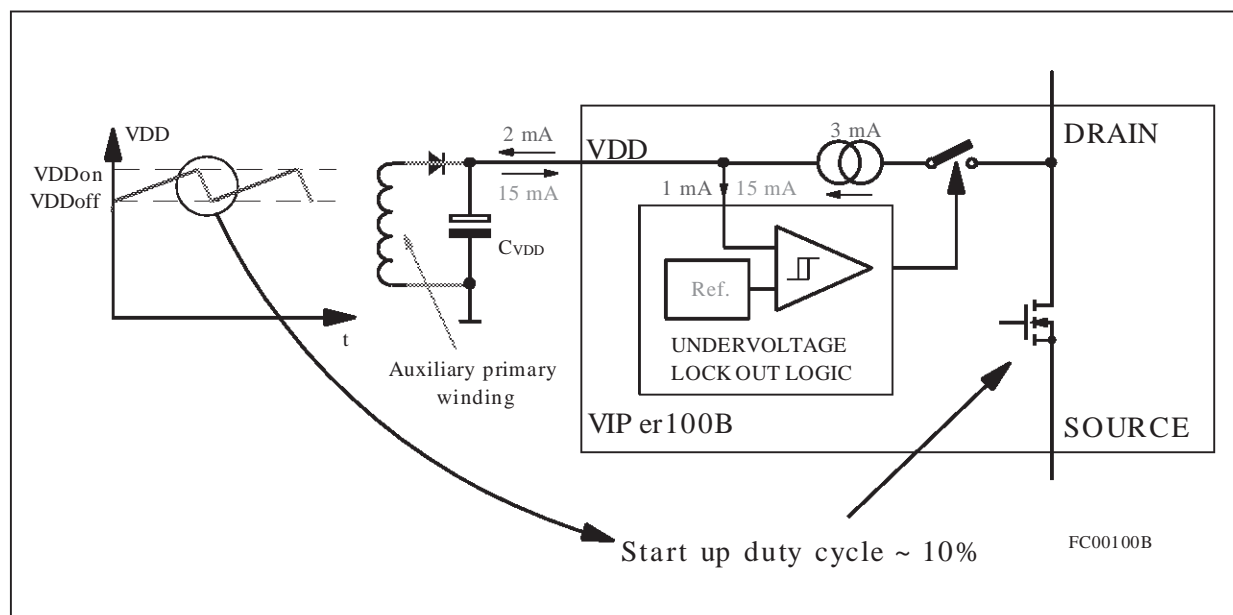 VDD
VDDon
VDDoff
t
2 mA
15 mA
CVDD
Auxiliary primary
winding
VDD
3 mA
DRAIN
1 mA 15 mA
Ref.
UNDERVOLTAGE
LOCK OUT LOGIC
VIP er100B
SOURCE
Start up duty cycle ~ 10%
FC00100B